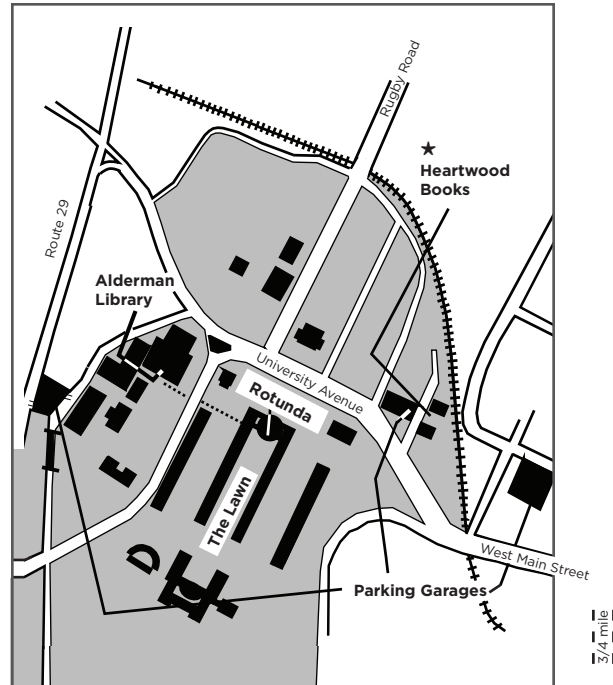 Rugby Road
★
Heartwood
Books
Route 29
Alderman
Library
University Avenue
Rotunda
The Lawn
West Main Street
Parking Garages
3/4 mile